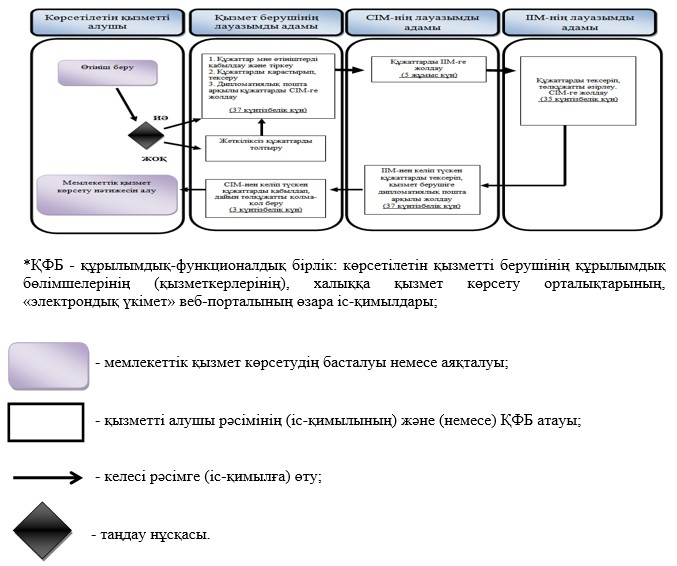 Көрсетілетін қызметті
алушы
Қызмет берушінің
лауазымды адамы
СІМ-нің лауазымды
адамы
ІІМ-нің лауазымды
адамы
Өтініш беру
иә
жоқ
Мемлекеттік қызмет
көрсету нәтижесін алу
1. Құжаттар мне өтініштерді
қабылдау және тіркеу
2. Құжаттарды қарастырып,
тексеру
3. Дипломатиялық пошта
арқылы құжаттарды СІМ-ге
жолдау
(37 күнтізбелік күн)
Жеткіліксіз құжаттарды
толтыру
СІМ-нен келіп түскен
құжаттарды қабылдап,
дайын төлқұжатты қолма-
қол беру
(3 күнтізбелік күн)
Құжаттарды ІІМ-ге
жолдау
(5 жұмыс күн)
ІІМ-нен келіп түскен
құжаттарды тексеріп,
қызмет берушіге
дипломатиялық пошта
арқылы жолдау
(37 күнтізбелік күн)
Құжаттарды тексеріп,
төлқұжатты әзірлеу.
СІМ-ге жолдау
(35 күнтізбелік күн)
*ҚФБ - құрылымдық-функционалдық бірлік: көрсетілетін қызметті берушінің құрылымдық
бөлімшелерінің (қызметкерлерінің), халыққа қызмет көрсету орталықтарының,
«электрондық үкімет» веб-порталының өзара іс-қимылдары;
- мемлекеттік қызмет көрсетудің басталуы немесе аяқталуы;
- қызметті алушы рәсімінің (іс-қимылының) және (немесе) ҚФБ атауы;
- келесі рәсімге (іс-қимылға) өту;
- таңдау нұсқасы.